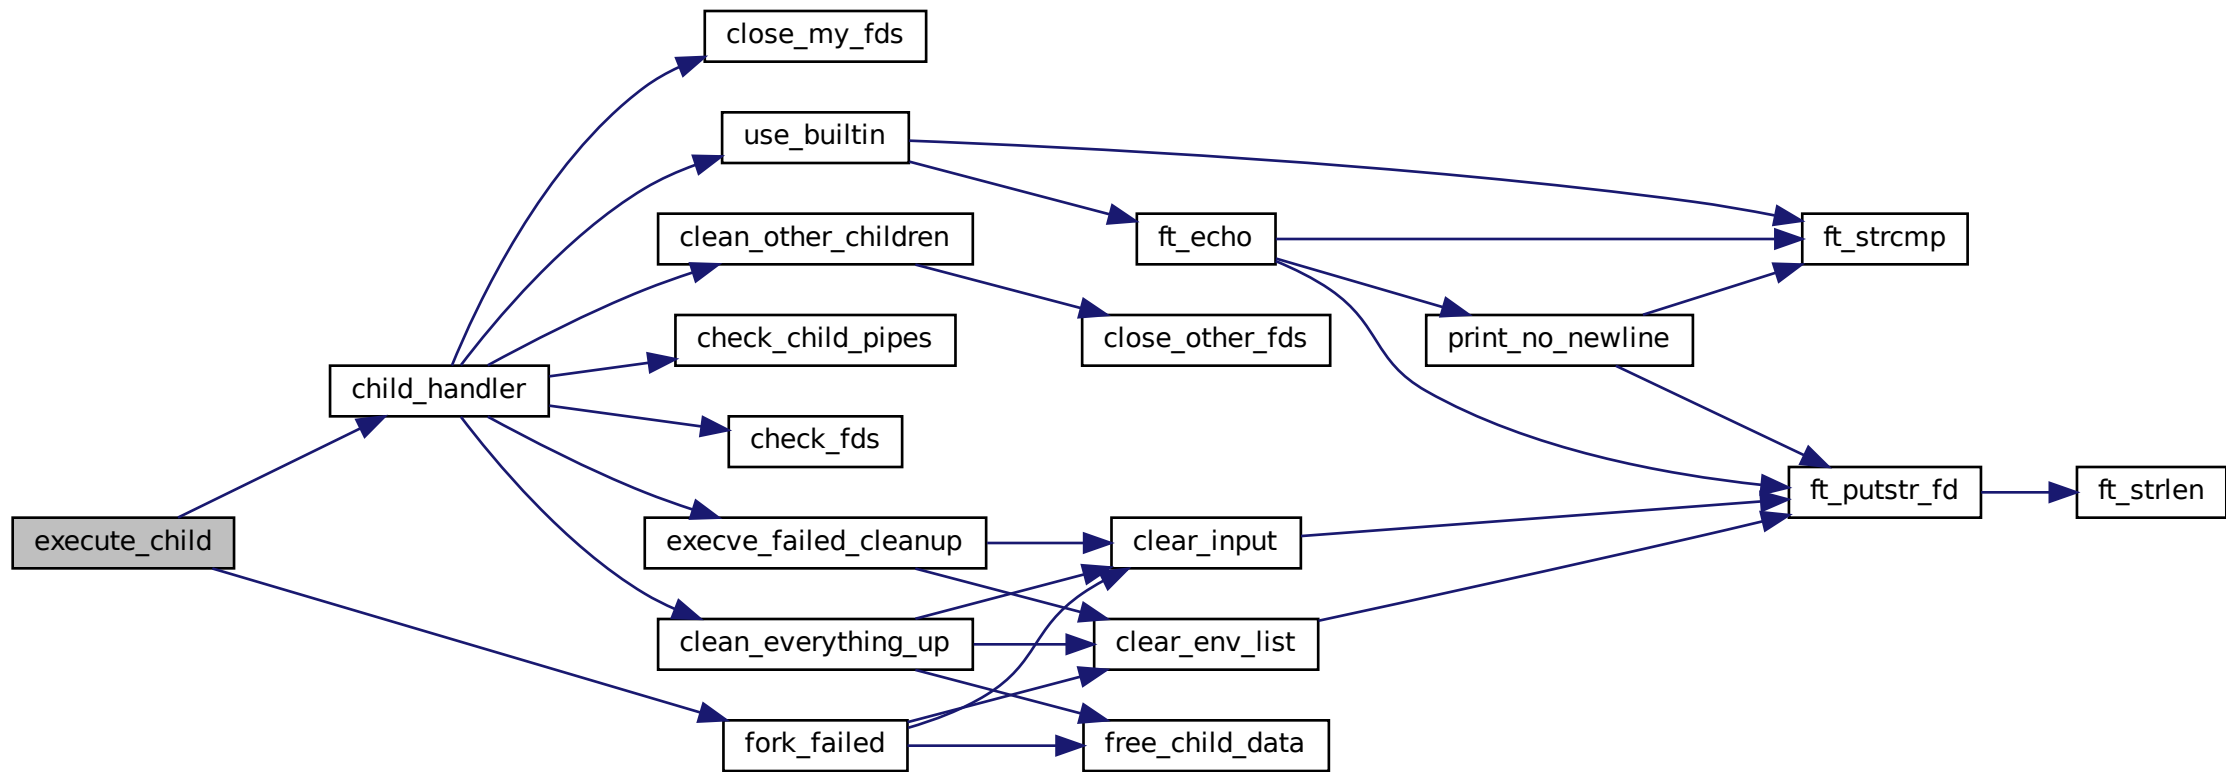 close_my_fds
use_builtin
clean_other_children
ft_echo
ft_strcmp
check_child_pipes
close_other_fds
print_no_newline
child_handler
check_fds
ft_putstr_fd
ft_strlen
execute_child
execve_failed_cleanup
clear_input
clean_everything_up
clear_env_list
fork_failed
free_child_data